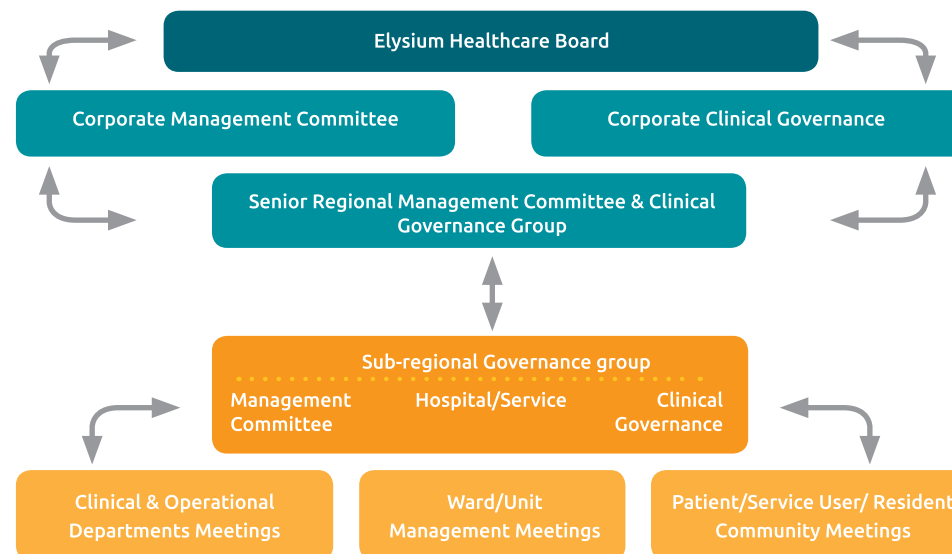 Elysium Healthcare Board
Corporate Management Committee
Corporate Clinical Governance
Senior Regional Management Committee & Clinical
Governance Group
Sub-regional Governance group
Management
Committee
Hospital/Service
Clinical
Governance
Clinical & Operational
Departments Meetings
Ward/Unit
Management Meetings
Patient/Service User/ Resident
Community Meetings